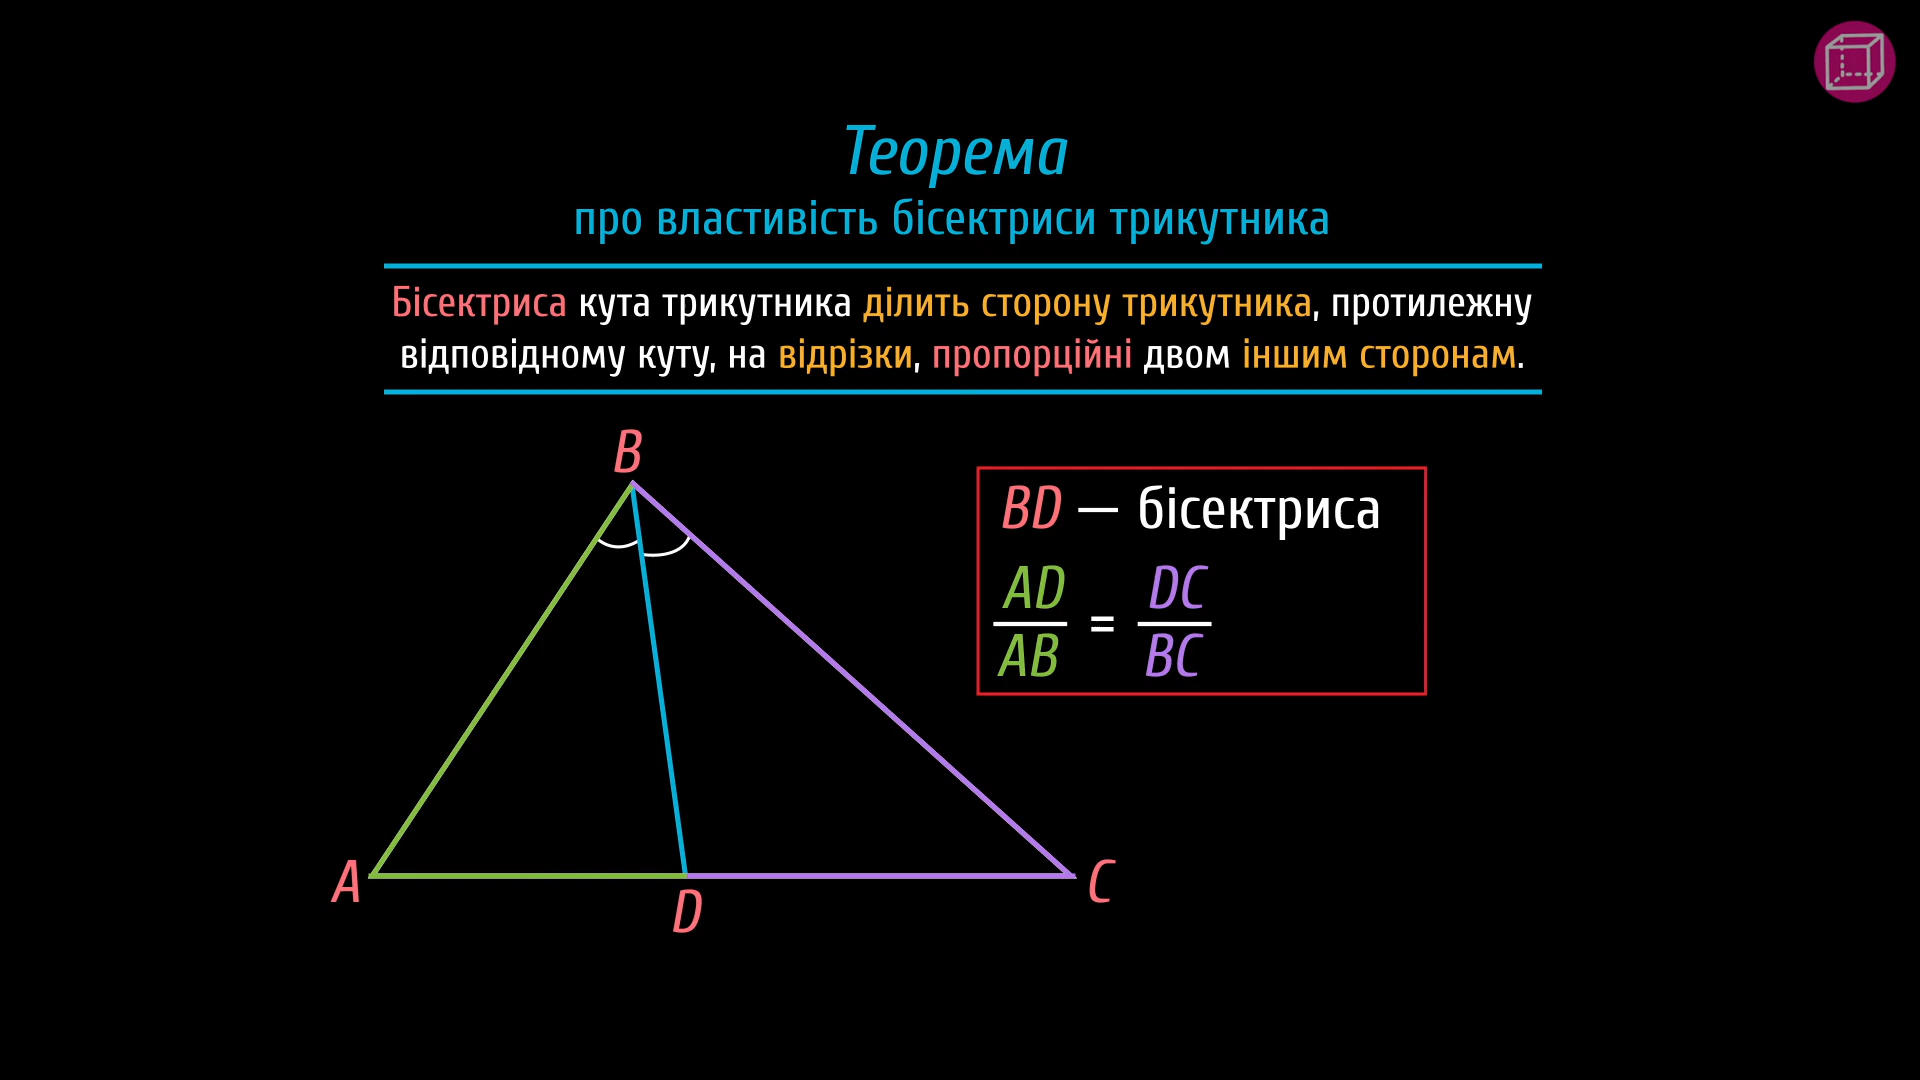 Теорема
про властивість бісектриси трикутника
Бісектриса кута трикутника ділить сторону трикутника, протилежну
відповідному куту, на відрізки, пропорційні двом іншим сторонам.
B
BD — бісектриса
AD/AB = DC/BC
A
C
D